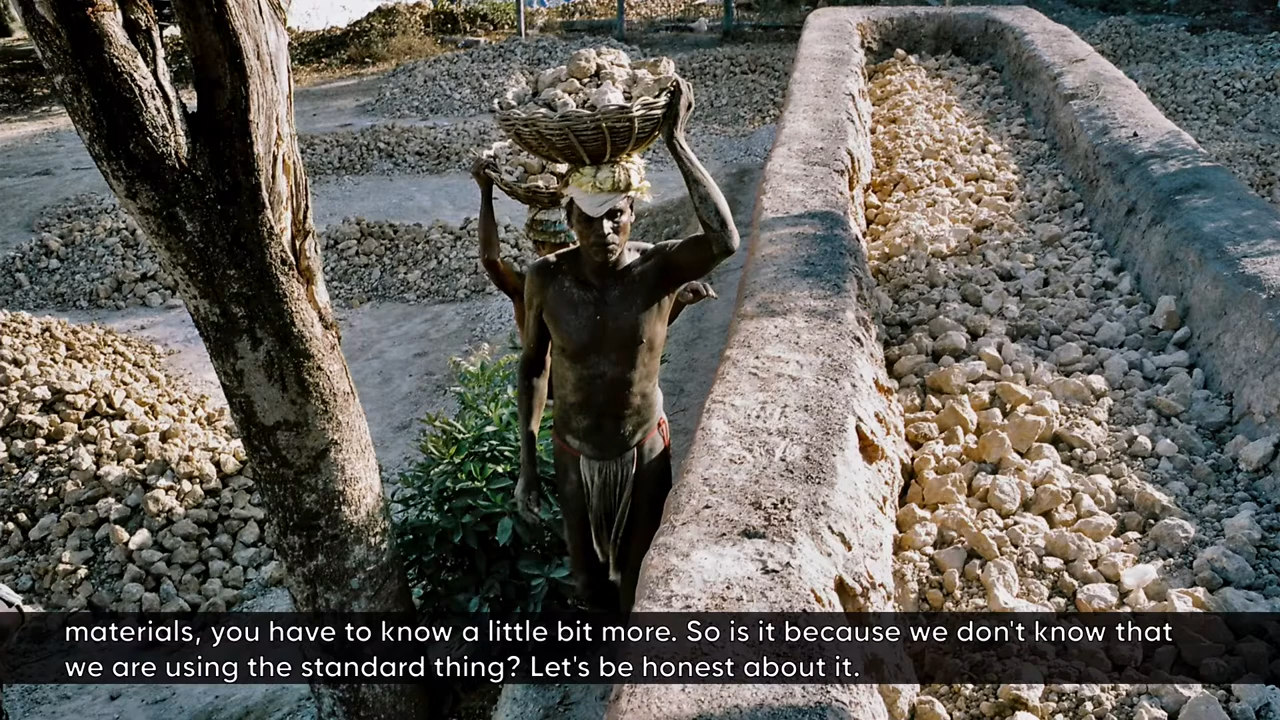 materials, you have to know a little bit more. So is it because we don't know that
we are using the standard thing? Let's be honest about it.